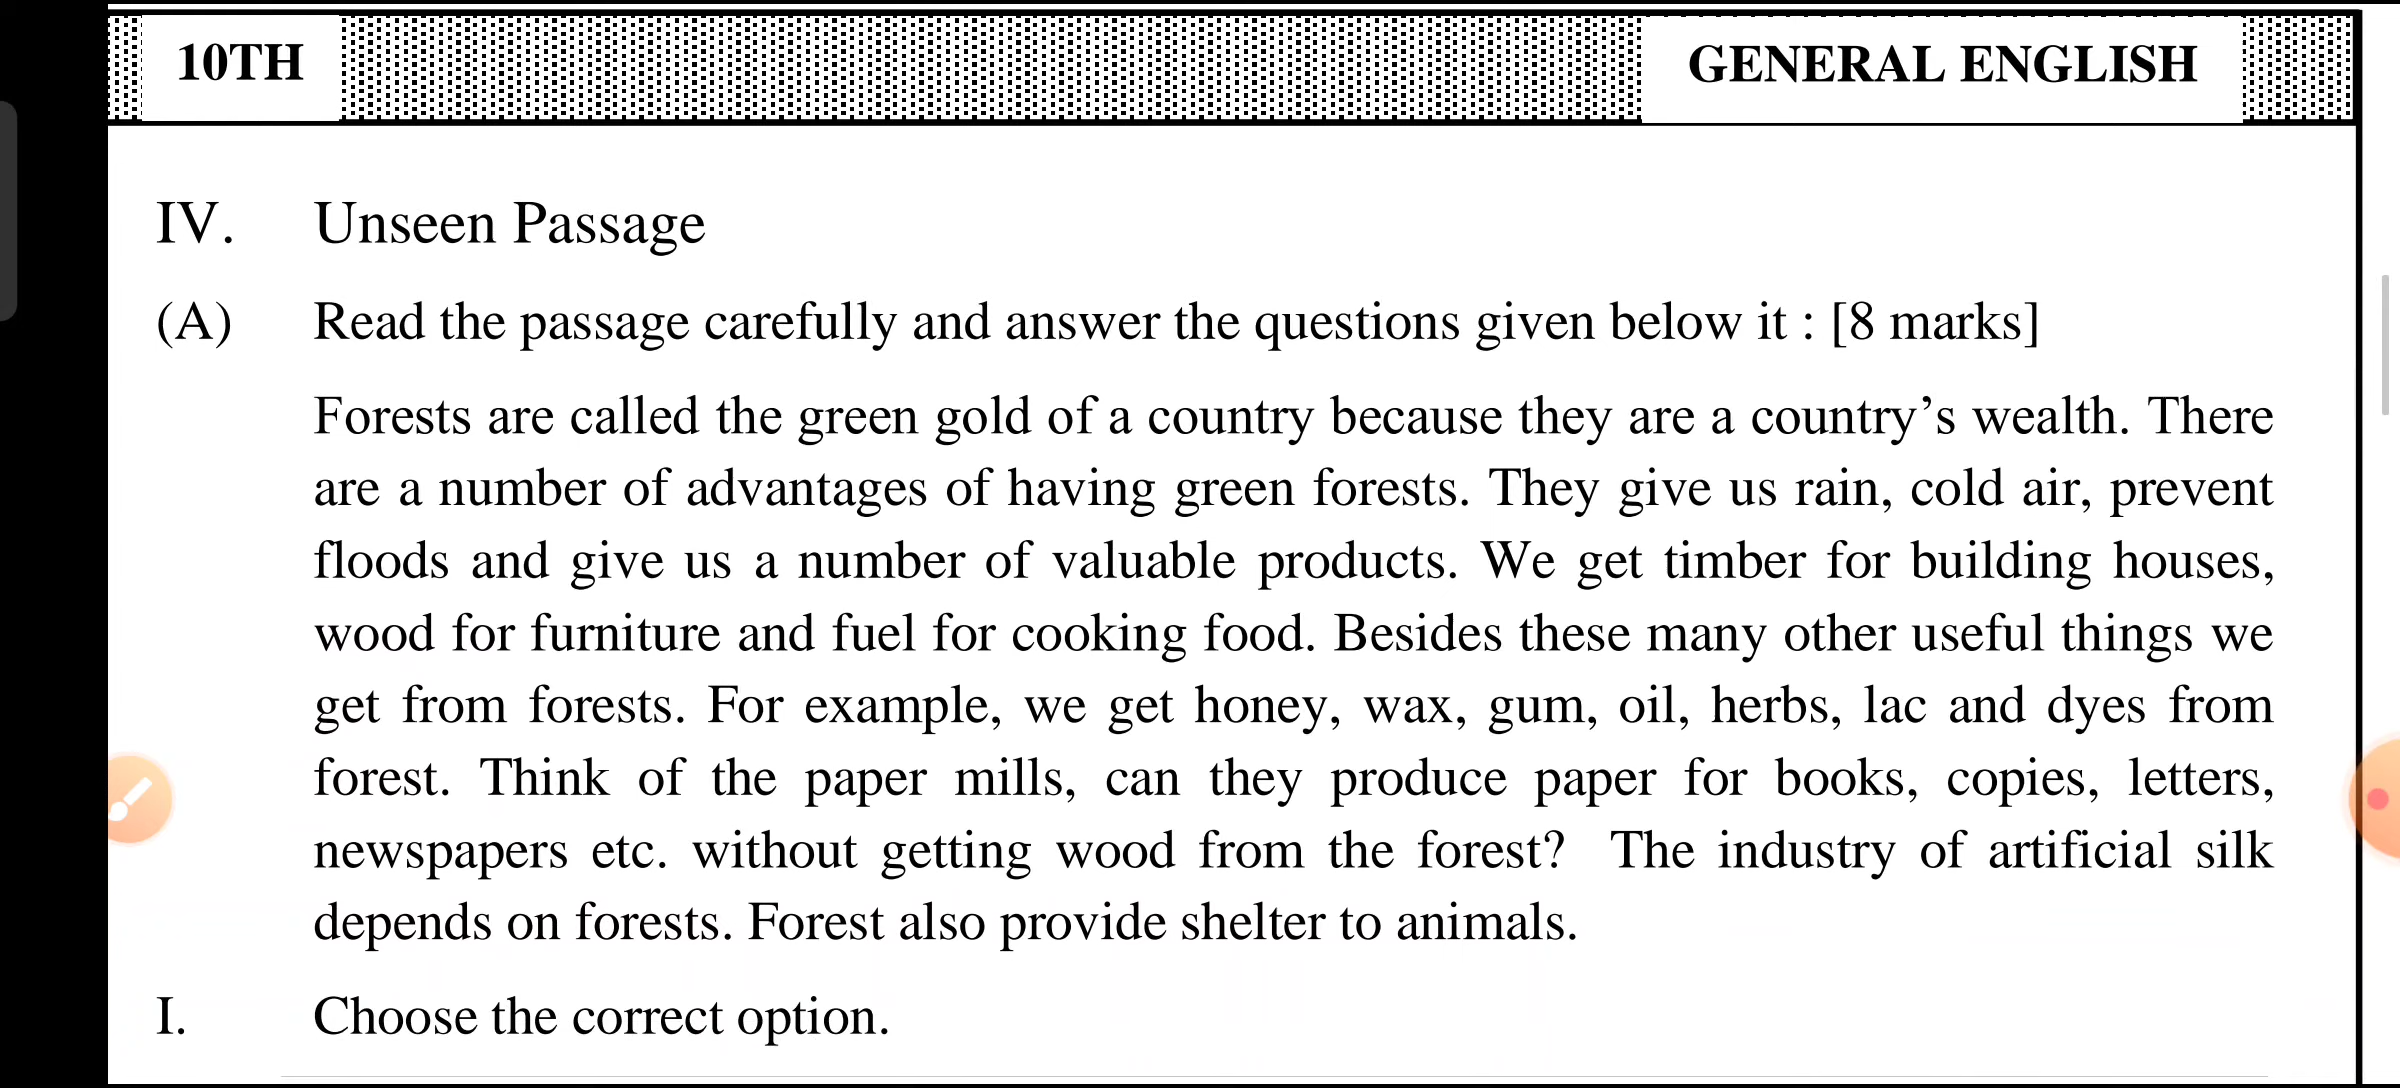 10TH
GENERAL ENGLISH
IV. Unseen Passage
(A) Read the passage carefully and answer the questions given below it : [8 marks]
Forests are called the green gold of a country because they are a country’s wealth. There
are a number of advantages of having green forests. They give us rain, cold air, prevent
floods and give us a number of valuable products. We get timber for building houses,
wood for furniture and fuel for cooking food. Besides these many other useful things we
get from forests. For example, we get honey, wax, gum, oil, herbs, lac and dyes from
forest. Think of the paper mills, can they produce paper for books, copies, letters,
newspapers etc. without getting wood from the forest? The industry of artificial silk
depends on forests. Forest also provide shelter to animals.
I. Choose the correct option.